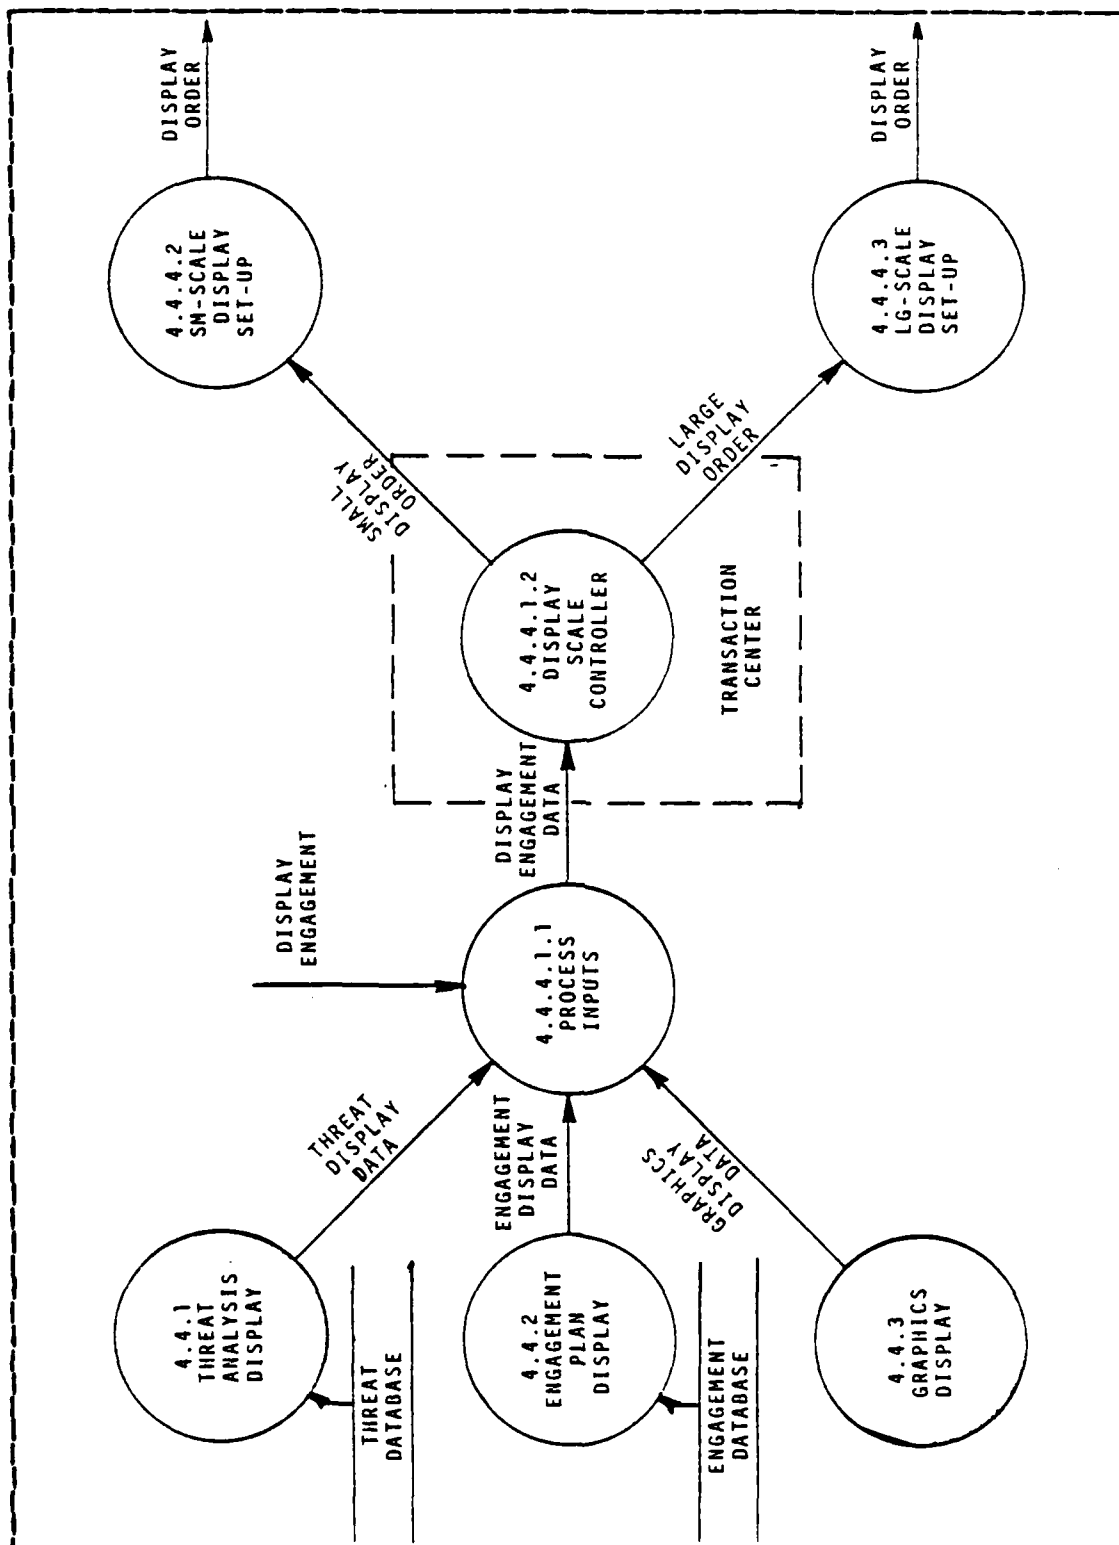 4.4.1
THREAT
ANALYSIS
DISPLAY
THREAT
DATABASE
4.4.2
ENGAGEMENT
PLAN
DISPLAY
ENGAGEMENT
DATABASE
4.4.3
GRAPHICS
DISPLAY
THREAT
DISPLAY
DATA
ENGAGEMENT
DISPLAY
DATA
GRAPHICS
DISPLAY
DATA
DISPLAY
ENGAGEMENT
4.4.4.1.1
PROCESS
INPUTS
DISPLAY
ENGAGEMENT
DATA
4.4.4.1.2
DISPLAY
SCALE
CONTROLLER
TRANSACTION
CENTER
SMALL
DISPLAY
ORDER
LARGE
DISPLAY
ORDER
4.4.4.2
SM-SCALE
DISPLAY
SET-UP
DISPLAY
ORDER
4.4.4.3
LG-SCALE
DISPLAY
SET-UP
DISPLAY
ORDER